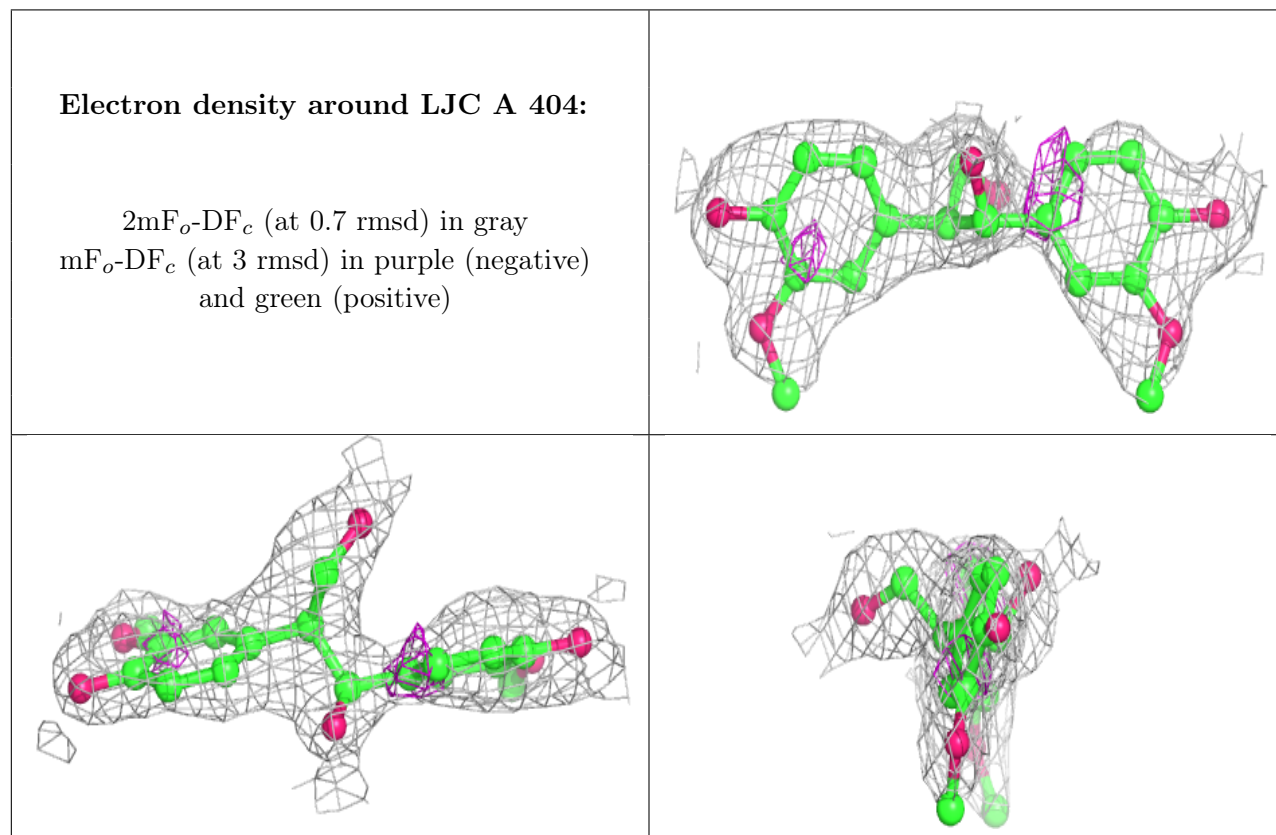 Electron density around LJC A 404:
2mFo-DFc (at 0.7 rmsd) in gray
mFo-DFc (at 3 rmsd) in purple (negative)
and green (positive)